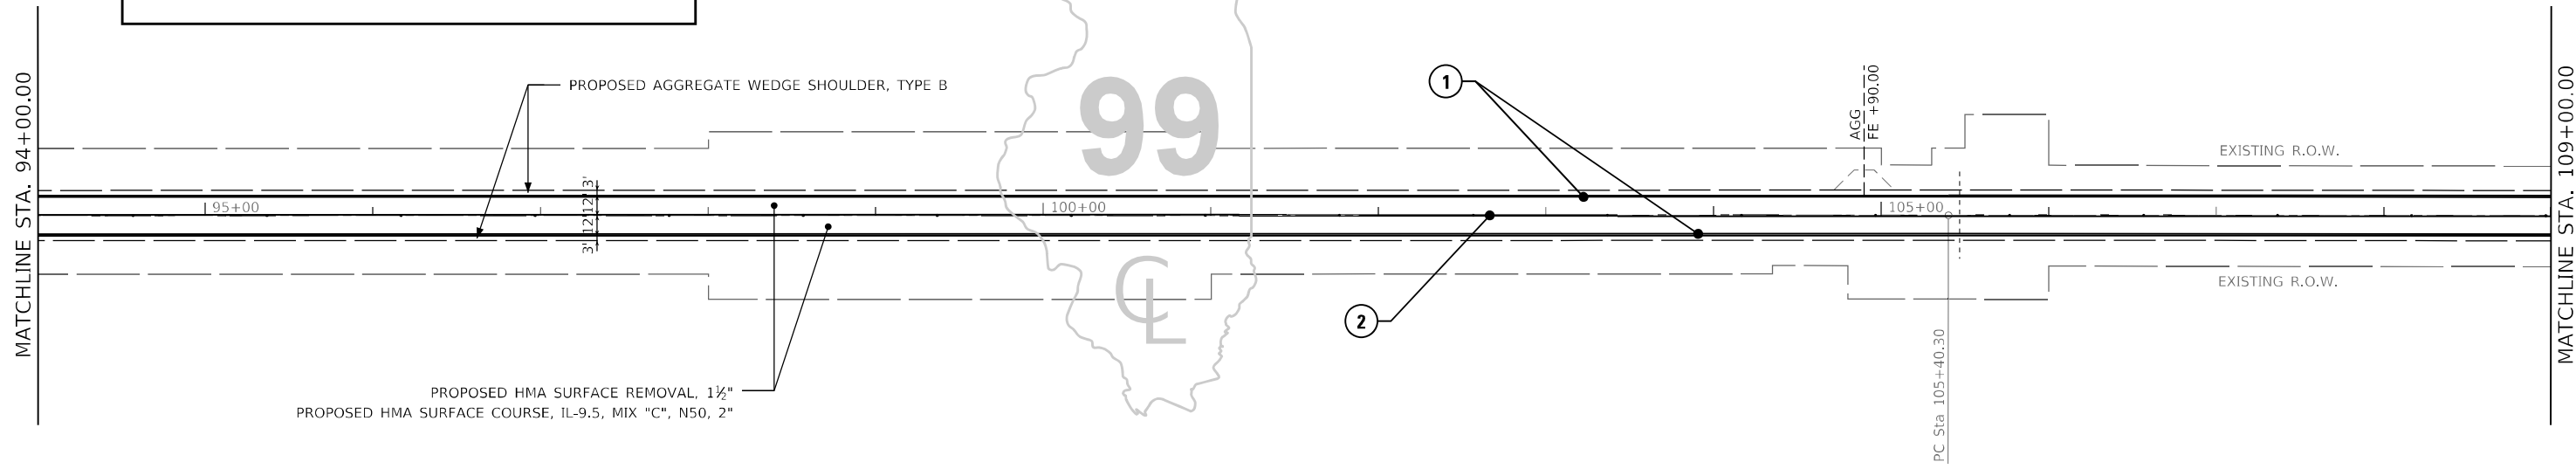 MATCHLINE STA. 94+00.00
PROPOSED AGGREGATE WEDGE SHOULDER, TYPE B
99
1
AGG
FE +90.00
EXISTING R.O.W.
MATCHLINE STA. 109+00.00
3'
12'
12'
3'
95+00
100+00
105+00
℄
2
EXISTING R.O.W.
PC Sta 105+40.30
PROPOSED HMA SURFACE REMOVAL, 1½"
PROPOSED HMA SURFACE COURSE, IL-9.5, MIX "C", N50, 2"